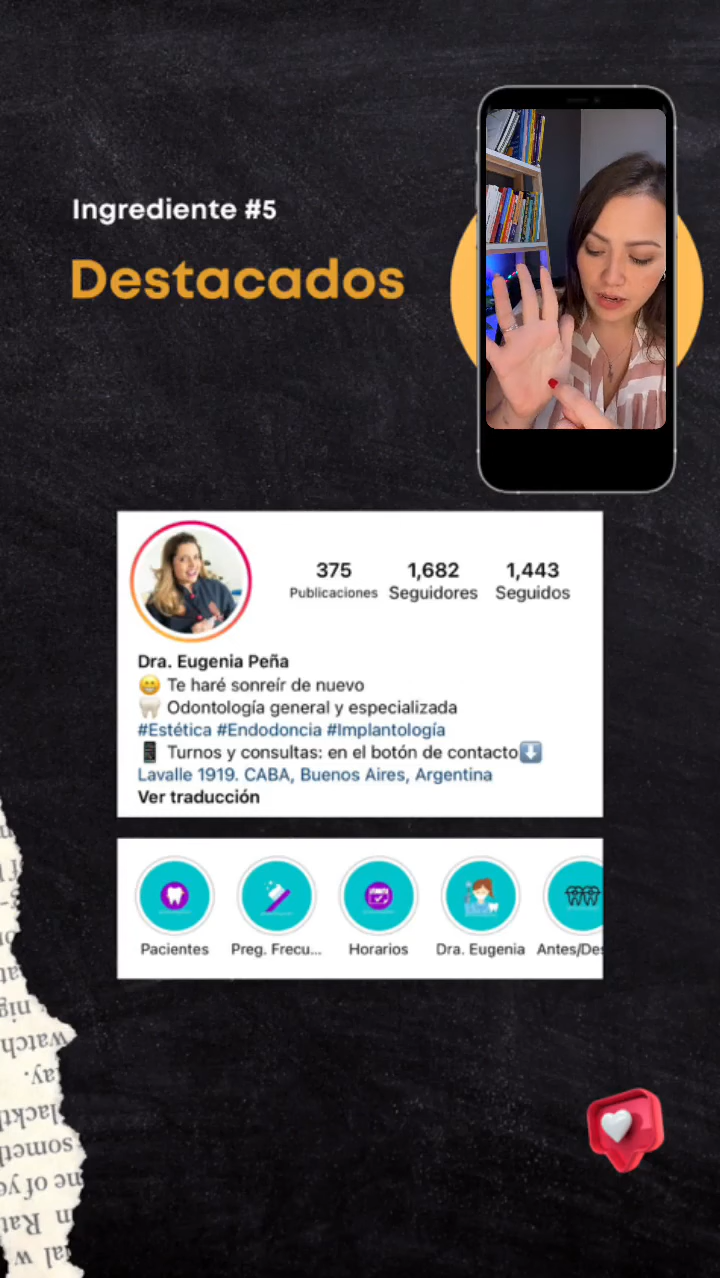 Ingrediente #5
Destacados
375
1,682
1,443
Publicaciones
Seguidores
Seguidos
Dra. Eugenia Peña
😁 Te haré sonreír de nuevo
🦷 Odontología general y especializada
#Estética #Endodoncia #Implantología
📱 Turnos y consultas: en el botón de contacto⬇️
Lavalle 1919. CABA, Buenos Aires, Argentina
Ver traducción
Pacientes
Preg. Frecu...
Horarios
Dra. Eugenia
Antes/Des